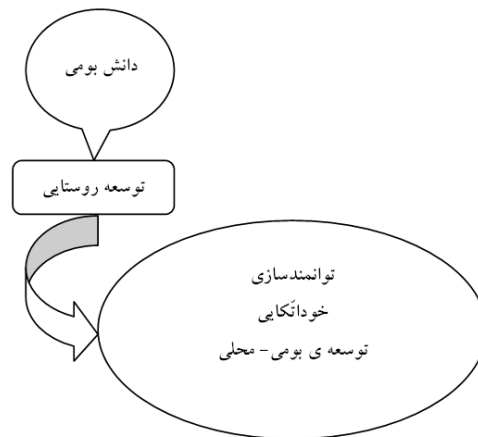 دانش بومی
توسعه روستایی
توانمندسازی
خوداتّکایی
توسعه ی بومی- محلی